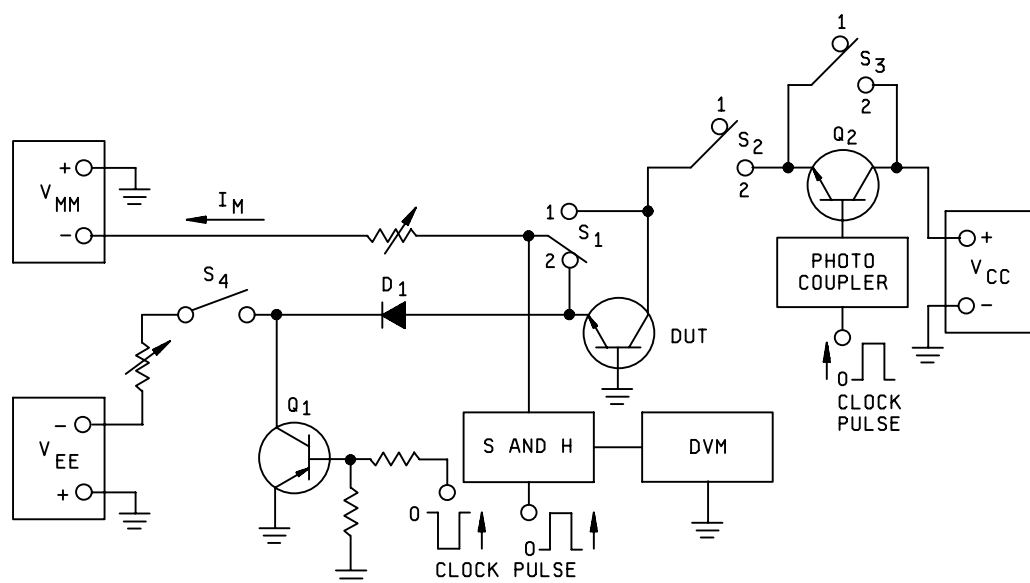 1
S3
2
Q2
1
S2
2
+
VMM
−
IM
1
S1
2
PHOTO
COUPLER
+
VCC
−
S4
D1
DUT
0
CLOCK
PULSE
−
VEE
+
Q1
S AND H
DVM
0
0
CLOCK PULSE